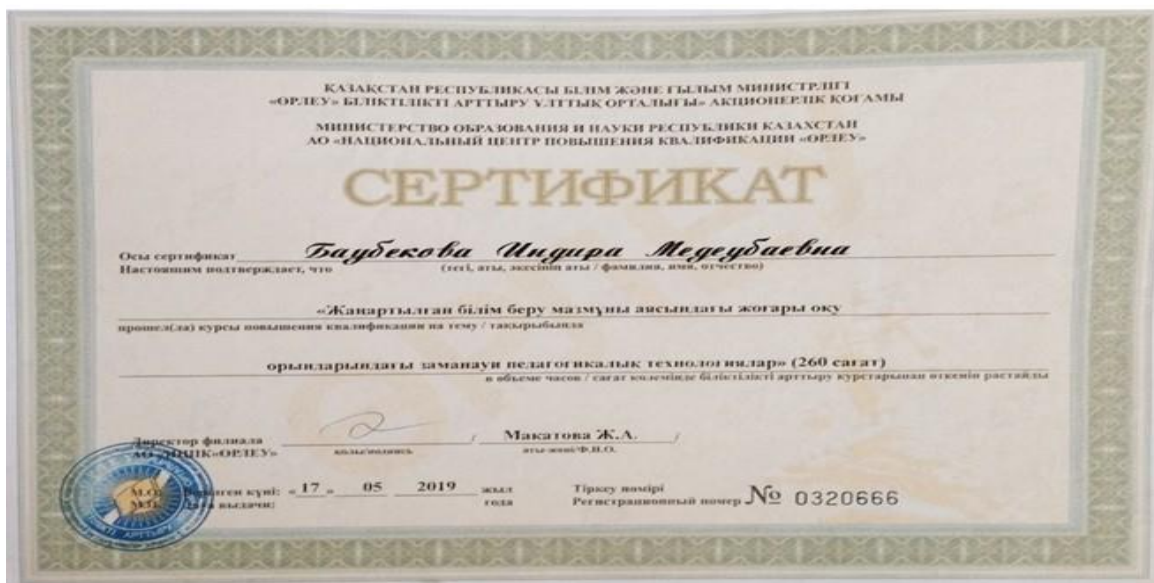 ҚАЗАҚСТАН РЕСПУБЛИКАСЫ БІЛІМ ЖӘНЕ ҒЫЛЫМ МИНИСТРЛІГІ
«ӨРЛЕУ» БІЛІКТІЛІКТІ АРТТЫРУ ҰЛТТЫҚ ОРТАЛЫҒЫ» АКЦИОНЕРЛІК ҚОҒАМЫ
МИНИСТЕРСТВО ОБРАЗОВАНИЯ И НАУКИ РЕСПУБЛИКИ КАЗАХСТАН
АО «НАЦИОНАЛЬНЫЙ ЦЕНТР ПОВЫШЕНИЯ КВАЛИФИКАЦИИ «ӨРЛЕУ»
СЕРТИФИКАТ
Осы сертификат Баубекова Индира Медеубаевна
Настоящим подтверждает, что (тегі, аты, әкесінің аты / фамилия, имя, отчество)
«Жаңартылған білім беру мазмұны аясындағы жоғары оқу
прошел(ла) курсы повышения квалификации на тему / тақырыбында
орындарындағы заманауи педагогикалық технологиялар» (260 сағат)
в объеме часов / сағат көлемінде біліктілікті арттыру курстарынан өткенін растайды
Директор филиала / Макатова Ж.А. /
АО «НЦПК«ӨРЛЕУ» қолы/подпись аты-жөні/Ф.И.О.
М.О. Берілген күні: « 17 » 05 2019 жыл Тіркеу нөмірі
М.П. Дата выдачи: года Регистрационный номер № 0320666
АРТТЫРУ